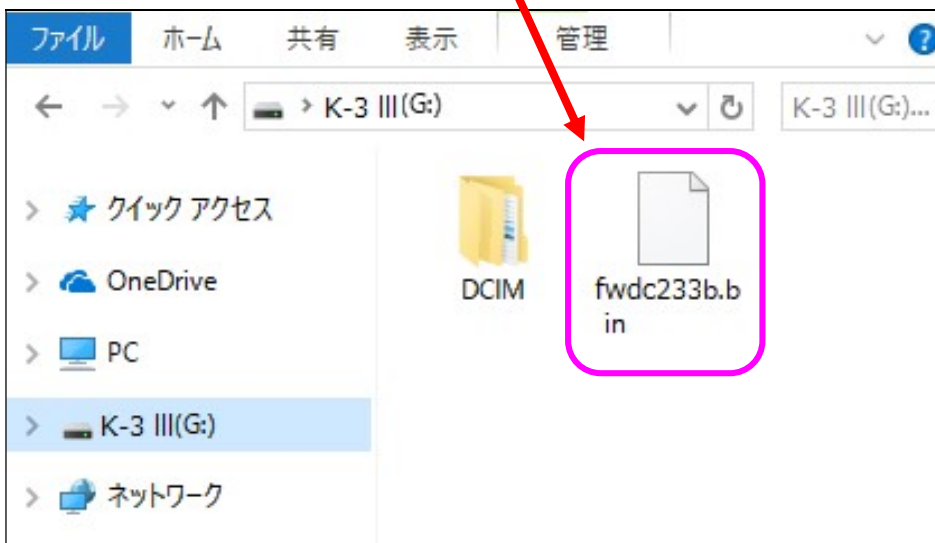 ファイル ホーム 共有 表示 管理
K-3 III(G:) K-3 III(G:)...
クイック アクセス
OneDrive
PC
K-3 III(G:)
ネットワーク
DCIM
fwdc233b.b
in